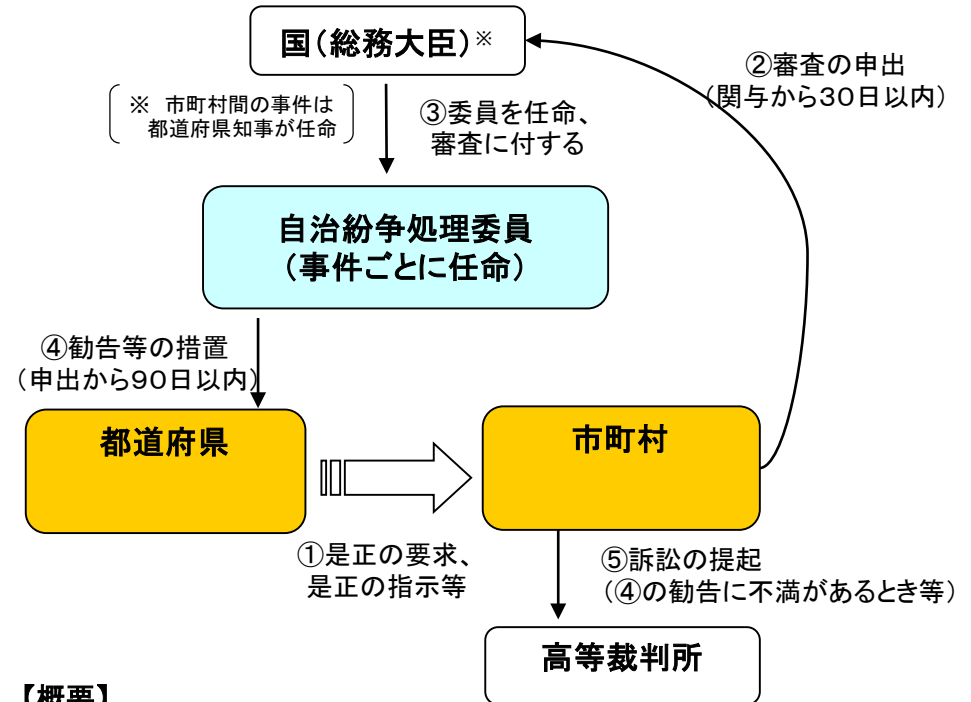 国（総務大臣）※
②審査の申出
（関与から３０日以内）
※　市町村間の事件は
都道府県知事が任命
③委員を任命、
審査に付する
自治紛争処理委員
（事件ごとに任命）
④勧告等の措置
（申出から９０日以内）
都道府県
市町村
①是正の要求、
是正の指示等
⑤訴訟の提起
（④の勧告に不満があるとき等）
高等裁判所
【概要】